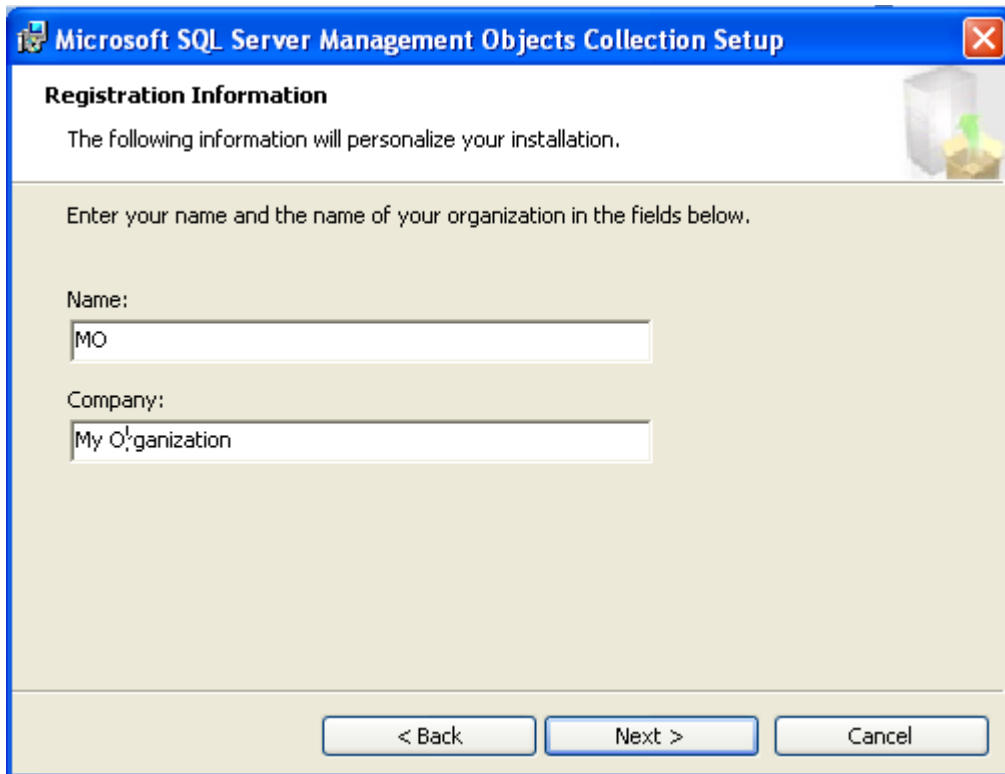 Microsoft SQL Server Management Objects Collection Setup
Registration Information
The following information will personalize your installation.
Enter your name and the name of your organization in the fields below.
Name:
MO
Company:
My Organization
< Back
Next >
Cancel